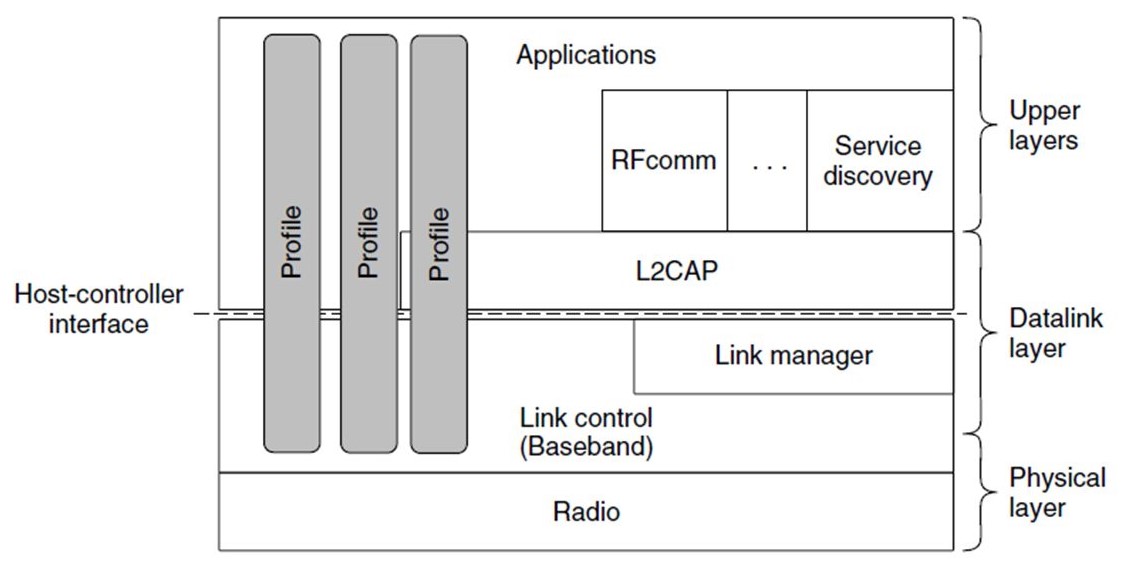 Applications
Upper
layers
RFcomm
. . .
Service
discovery
Profile
Profile
Profile
L2CAP
Host-controller
interface
Datalink
layer
Link manager
Link control
(Baseband)
Physical
layer
Radio